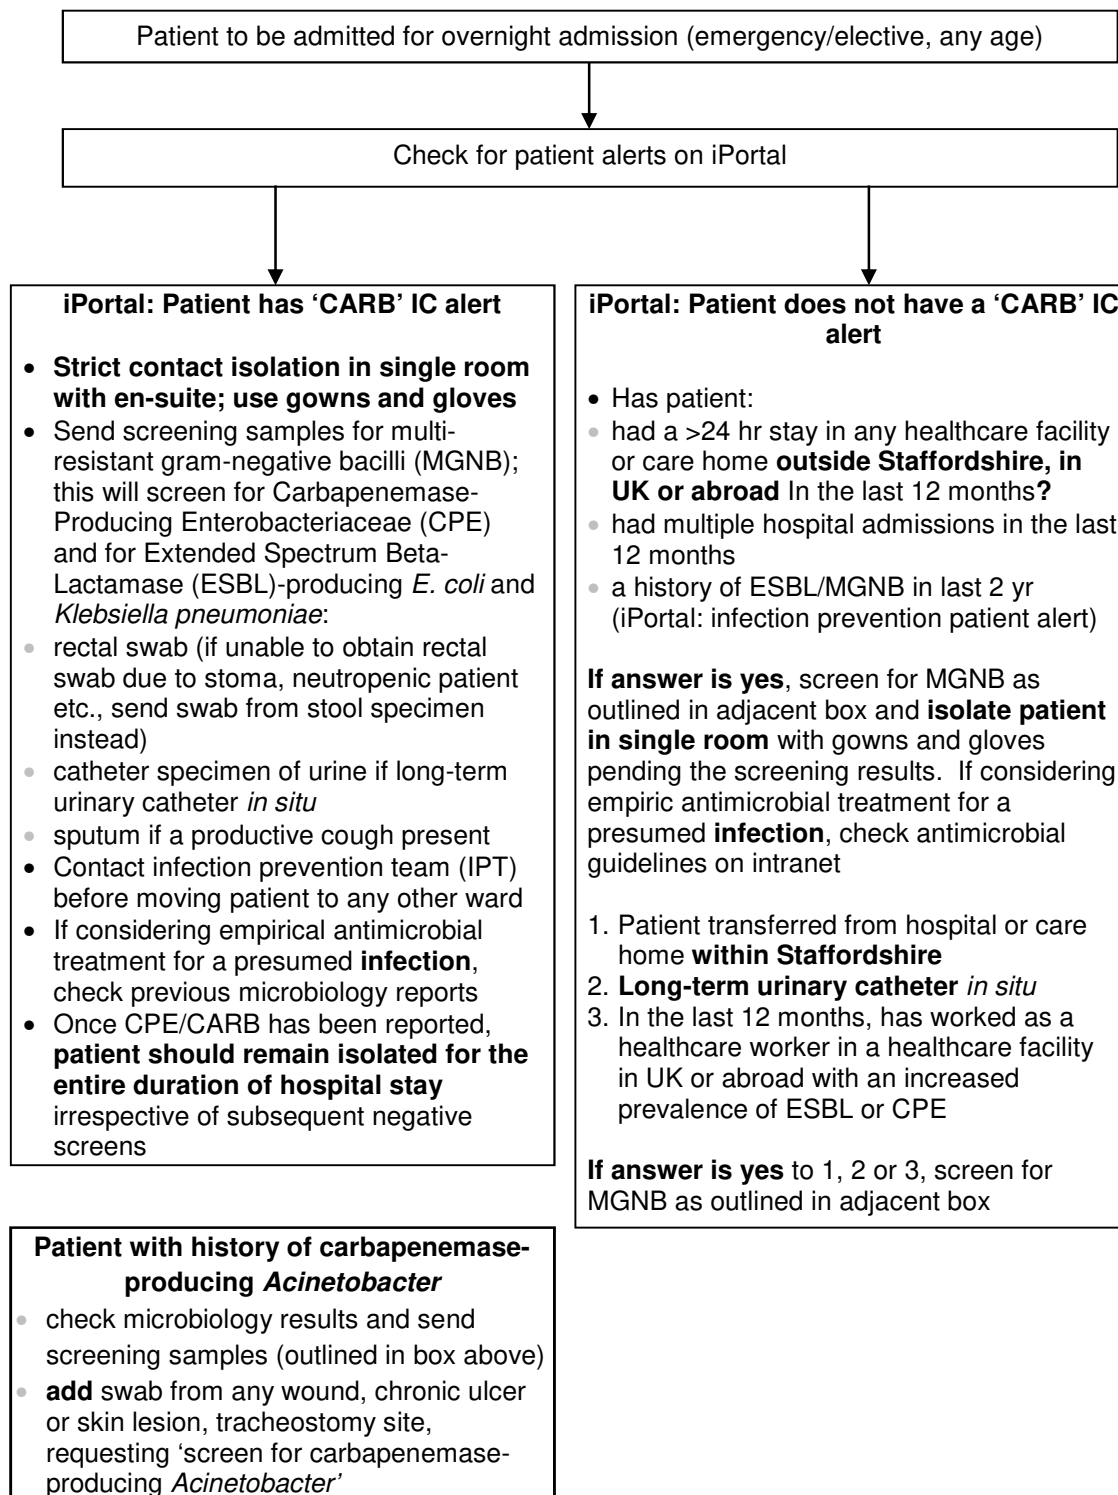 Patient to be admitted for overnight admission (emergency/elective, any age)
Check for patient alerts on iPortal
iPortal: Patient has ‘CARB’ IC alert
• Strict contact isolation in single room
with en-suite; use gowns and gloves
• Send screening samples for multi-
resistant gram-negative bacilli (MGNB);
this will screen for Carbapenemase-
Producing Enterobacteriaceae (CPE)
and for Extended Spectrum Beta-
Lactamase (ESBL)-producing E. coli and
Klebsiella pneumoniae:
• rectal swab (if unable to obtain rectal
swab due to stoma, neutropenic patient
etc., send swab from stool specimen
instead)
• catheter specimen of urine if long-term
urinary catheter in situ
• sputum if a productive cough present
• Contact infection prevention team (IPT)
before moving patient to any other ward
• If considering empirical antimicrobial
treatment for a presumed infection,
check previous microbiology reports
• Once CPE/CARB has been reported,
patient should remain isolated for the
entire duration of hospital stay
irrespective of subsequent negative
screens
iPortal: Patient does not have a ‘CARB’ IC
alert
• Has patient:
• had a >24 hr stay in any healthcare facility
or care home outside Staffordshire, in
UK or abroad In the last 12 months?
• had multiple hospital admissions in the last
12 months
• a history of ESBL/MGNB in last 2 yr
(iPortal: infection prevention patient alert)
If answer is yes, screen for MGNB as
outlined in adjacent box and isolate patient
in single room with gowns and gloves
pending the screening results. If considering
empiric antimicrobial treatment for a
presumed infection, check antimicrobial
guidelines on intranet
1. Patient transferred from hospital or care
home within Staffordshire
2. Long-term urinary catheter in situ
3. In the last 12 months, has worked as a
healthcare worker in a healthcare facility
in UK or abroad with an increased
prevalence of ESBL or CPE
If answer is yes to 1, 2 or 3, screen for
MGNB as outlined in adjacent box
Patient with history of carbapenemase-
producing Acinetobacter
• check microbiology results and send
screening samples (outlined in box above)
• add swab from any wound, chronic ulcer
or skin lesion, tracheostomy site,
requesting ‘screen for carbapenemase-
producing Acinetobacter’